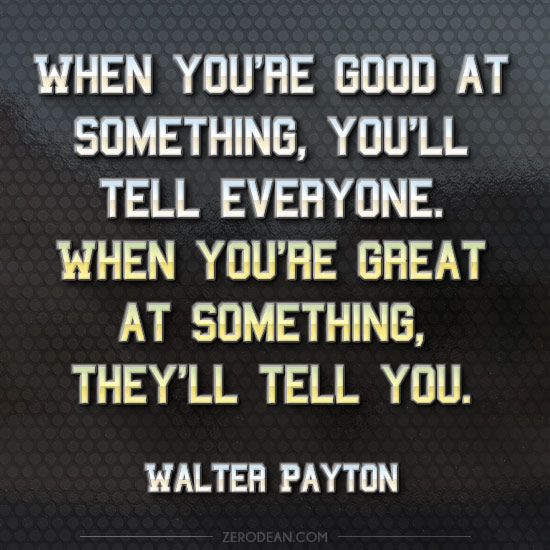 WHEN YOU'RE GOOD AT
SOMETHING, YOU'LL
TELL EVERYONE.
WHEN YOU'RE GREAT
AT SOMETHING,
THEY'LL TELL YOU.
WALTER PAYTON
ZERODEAN.COM